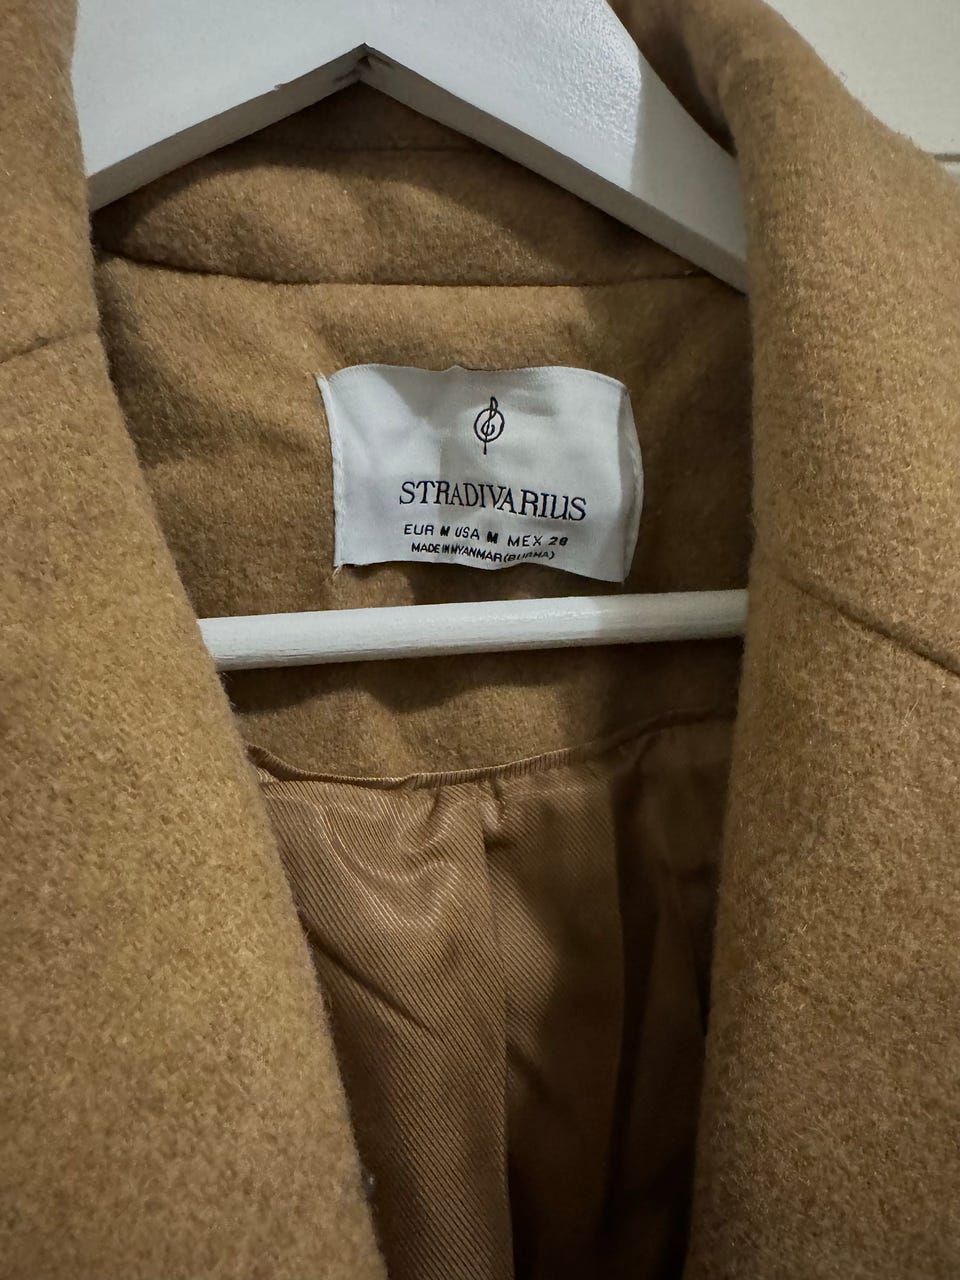 STRADIVARIUS
EUR M USA M MEX 28
MADE IN MYANMAR (BURMA)